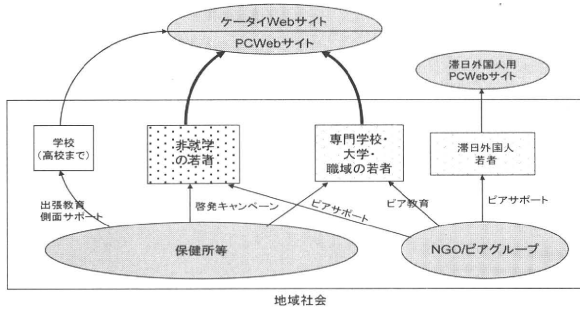 ケータイWebサイト
PCWebサイト
滞日外国人用
PCWebサイト
学校
(高校まで)
非就学
の若者
専門学校・
大学・
職域の若者
滞日外国人
若者
出張教育
側面サポート
啓発キャンペーン
ピアサポート
ピア教育
ピアサポート
保健所等
NGO/ピアグループ
地域社会